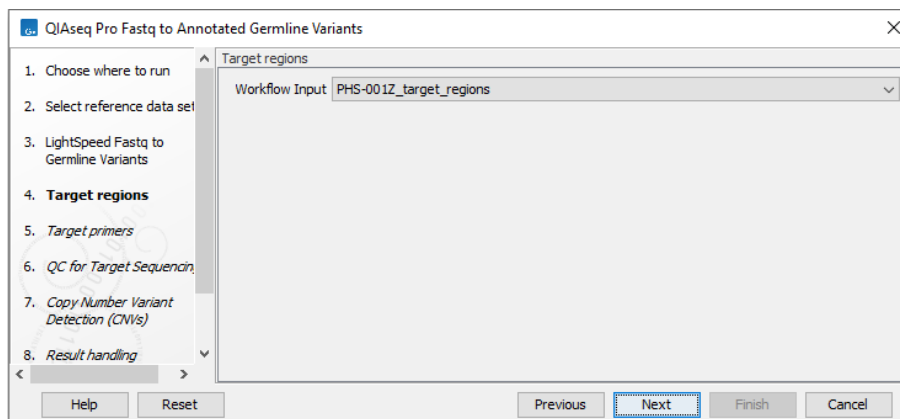 QIAseq Pro Fastq to Annotated Germline Variants
1. Choose where to run
2. Select reference data set
3. LightSpeed Fastq to
Germline Variants
4. Target regions
5. Target primers
6. QC for Target Sequencing
7. Copy Number Variant
Detection (CNVs)
8. Result handling
Target regions
Workflow Input PHS-001Z_target_regions
Help Reset Previous Next Finish Cancel